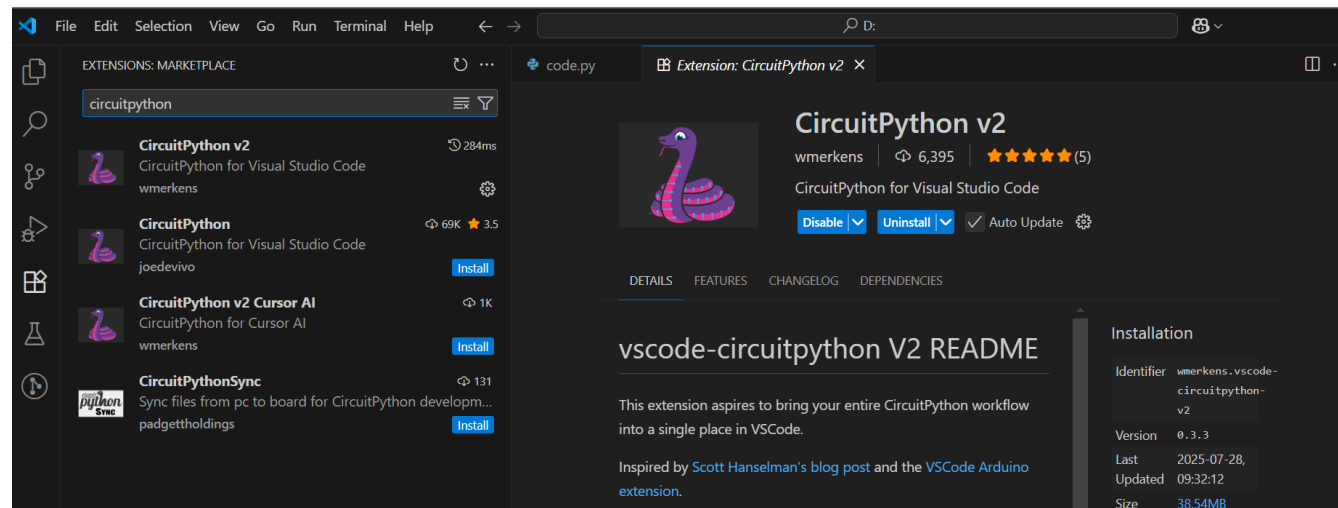 File Edit Selection View Go Run Terminal Help
D:
EXTENSIONS: MARKETPLACE
circuitpython
CircuitPython v2
284ms
CircuitPython for Visual Studio Code
wmerkens
CircuitPython
69K 3.5
CircuitPython for Visual Studio Code
joedevivo
Install
CircuitPython v2 Cursor AI
1K
CircuitPython for Cursor AI
wmerkens
Install
python
SYNC
CircuitPythonSync
131
Sync files from pc to board for CircuitPython developm...
padgettholdings
Install
code.py
Extension: CircuitPython v2
CircuitPython v2
wmerkens 6,395 (5)
CircuitPython for Visual Studio Code
Disable Uninstall Auto Update
DETAILS FEATURES CHANGELOG DEPENDENCIES
vscode-circuitpython V2 README
This extension aspires to bring your entire CircuitPython workflow
into a single place in VSCode.
Inspired by Scott Hanselman's blog post and the VSCode Arduino
extension.
Installation
Identifier wmerkens.vscode-
circuitpython-
v2
Version 0.3.3
Last 2025-07-28,
Updated 09:32:12
Size 38.54MB